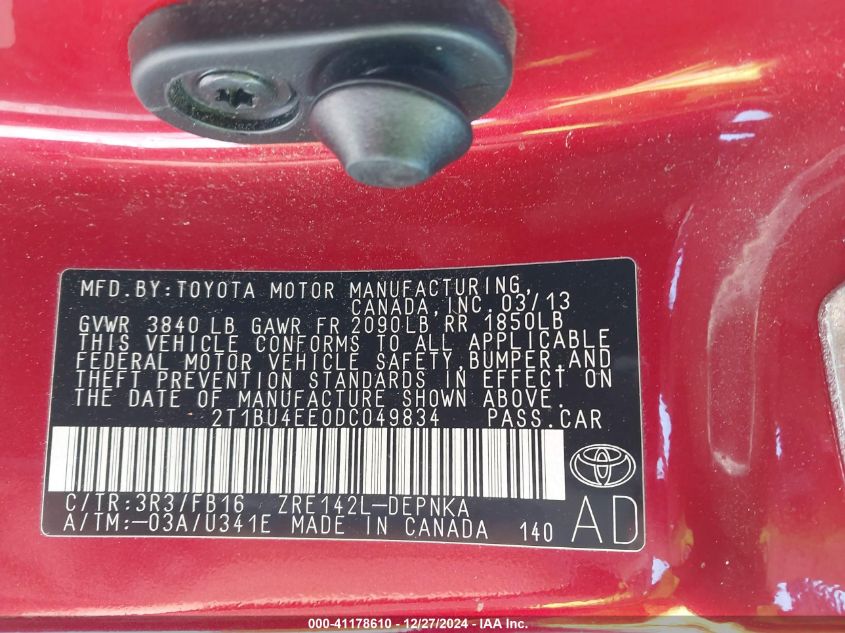 MFD.BY:TOYOTA MOTOR MANUFACTURING,
CANADA,INC. 03/13
GVWR 3840 LB GAWR FR 2090LB RR 1850LB
THIS VEHICLE CONFORMS TO ALL APPLICABLE
FEDERAL MOTOR VEHICLE SAFETY,BUMPER,AND
THEFT PREVENTION STANDARDS IN EFFECT ON
THE DATE OF MANUFACTURE SHOWN ABOVE.
2T1BU4EE0DC049834 PASS.CAR
C/TR:3R3/FB16 ZRE142L-DEPNKA
A/TM:-03A/U341E MADE IN CANADA 140 AD
000-41178610 - 12/27/2024 - IAA Inc.